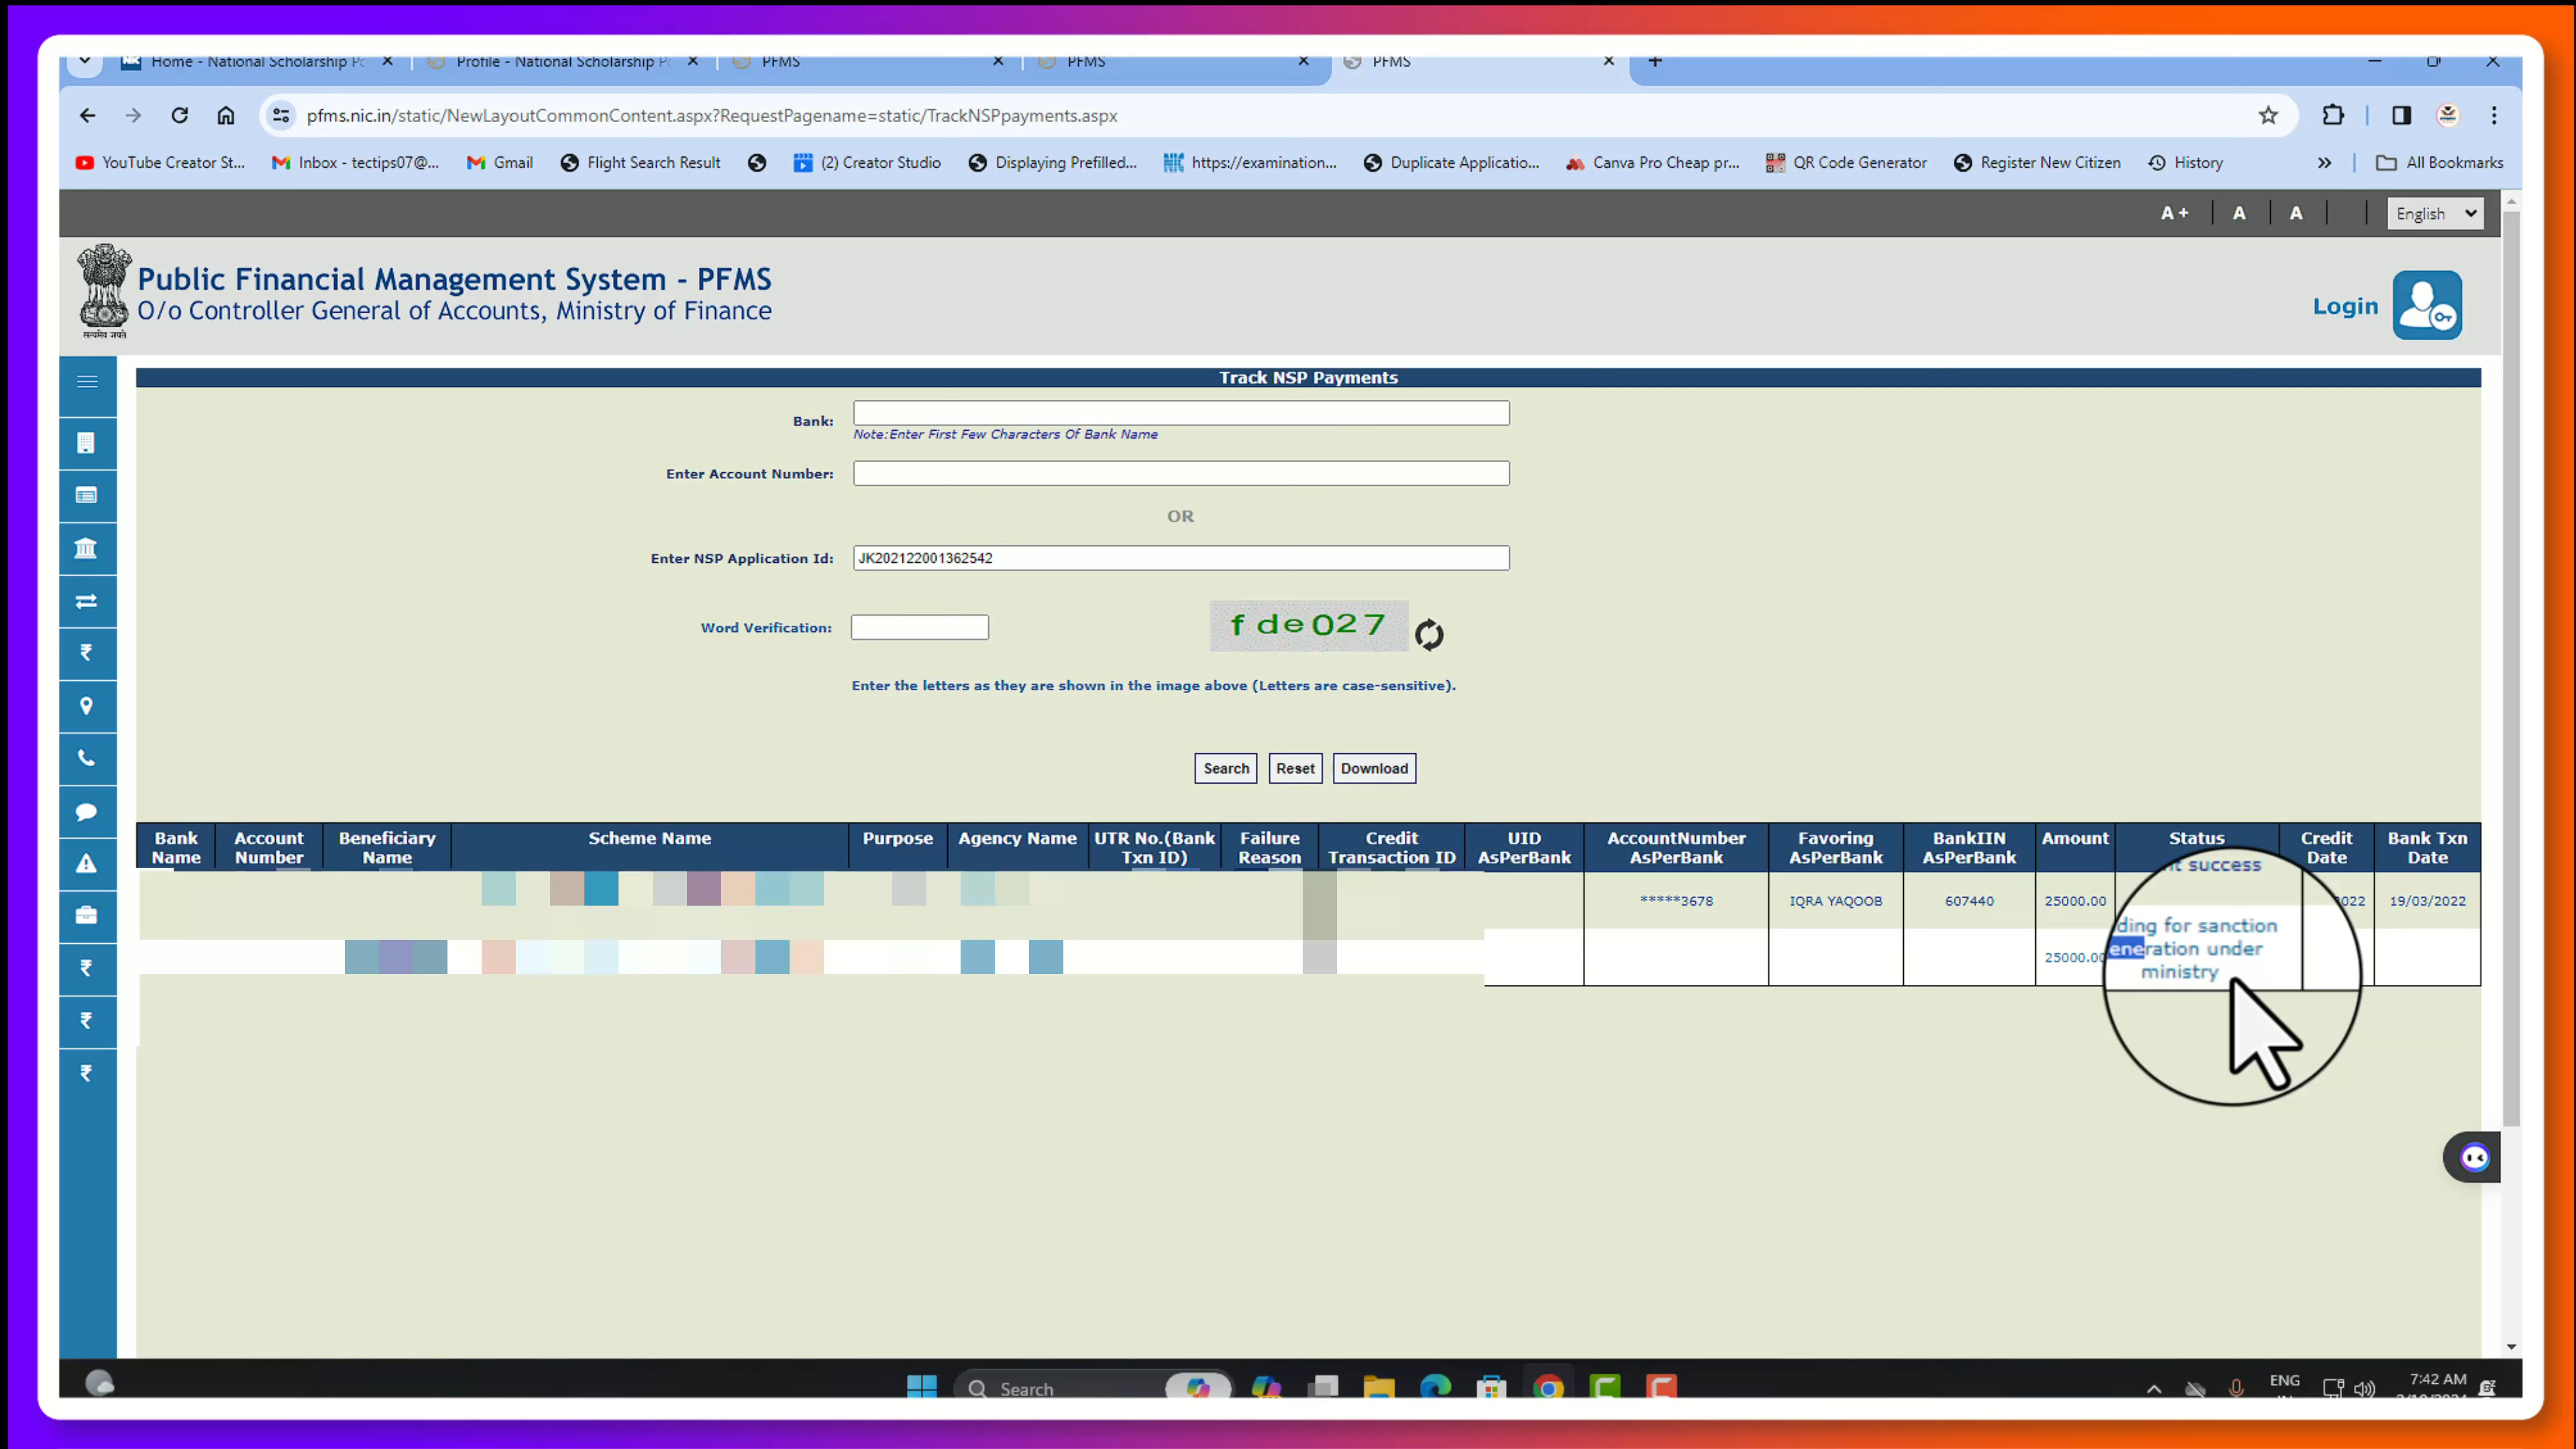 Home - National Scholarship Po
Profile - National Scholarship Po
PFMS
PFMS
PFMS
pfms.nic.in/static/NewLayoutCommonContent.aspx?RequestPagename=static/TrackNSPpayments.aspx
YouTube Creator St...
Inbox - tectips07@...
Gmail
Flight Search Result
(2) Creator Studio
Displaying Prefilled...
https://examination...
Duplicate Applicatio...
Canva Pro Cheap pr...
QR Code Generator
Register New Citizen
History
All Bookmarks
A+ A A English
Public Financial Management System - PFMS
O/o Controller General of Accounts, Ministry of Finance
सत्यमेव जयते
Login
Track NSP Payments
Bank:
Note:Enter First Few Characters Of Bank Name
Enter Account Number:
OR
Enter NSP Application Id: JK202122001362542
Word Verification: fde027
Enter the letters as they are shown in the image above (Letters are case-sensitive).
Search Reset Download
Bank Name
Account Number
Beneficiary Name
Scheme Name
Purpose
Agency Name
UTR No.(Bank Txn ID)
Failure Reason
Credit Transaction ID
UID AsPerBank
AccountNumber AsPerBank
Favoring AsPerBank
BankIIN AsPerBank
Amount
Status
Credit Date
Bank Txn Date
*****3678 IQRA YAQOOB 607440 25000.00 success 19/03/2022
25000.00
ding for sanction
eneration under
ministry
Search
ENG
7:42 AM